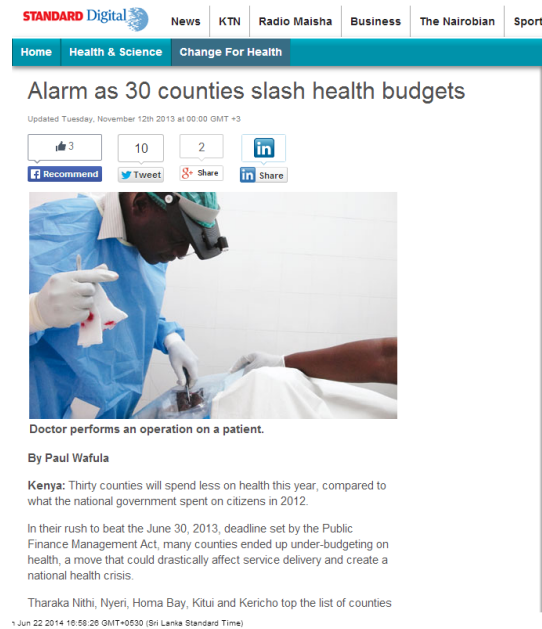 STANDARD Digital
News KTN Radio Maisha Business The Nairobian Sport
Home Health & Science Change For Health
Alarm as 30 counties slash health budgets
Updated Tuesday, November 12th 2013 at 00:00 GMT +3
3 10 2 in
f Recommend Tweet g+ Share in Share
Doctor performs an operation on a patient.
By Paul Wafula
Kenya: Thirty counties will spend less on health this year, compared to
what the national government spent on citizens in 2012.
In their rush to beat the June 30, 2013, deadline set by the Public
Finance Management Act, many counties ended up under-budgeting on
health, a move that could drastically affect service delivery and create a
national health crisis.
Tharaka Nithi, Nyeri, Homa Bay, Kitui and Kericho top the list of counties
Jun 22 2014 16:58:26 GMT+0530 (Sri Lanka Standard Time)